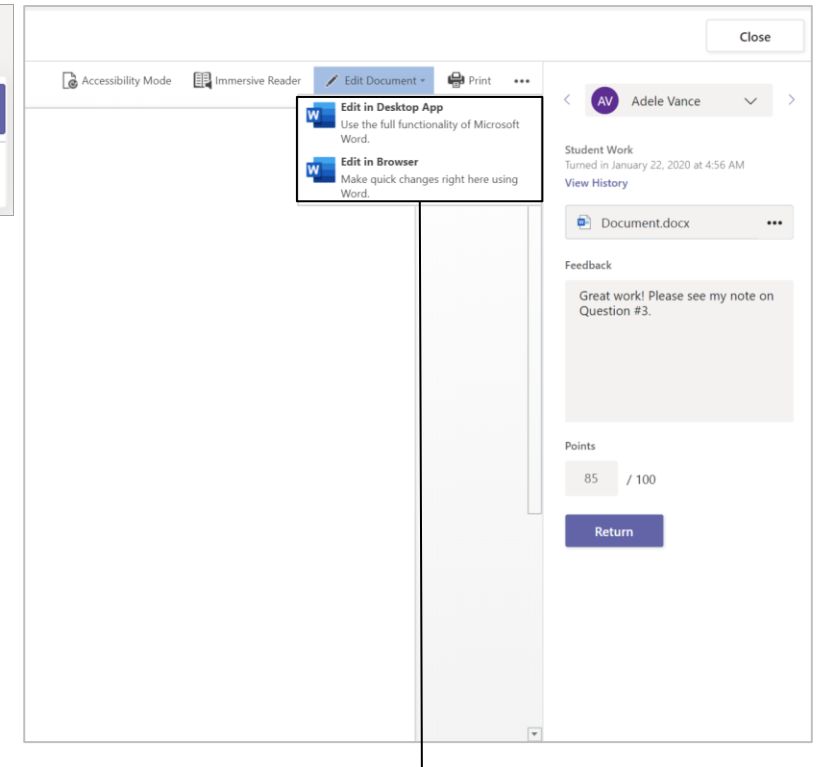 Close
Accessibility Mode Immersive Reader Edit Document Print •••
Edit in Desktop App
Use the full functionality of Microsoft
Word.
Edit in Browser
Make quick changes right here using
Word.
AV Adele Vance
Student Work
Turned in January 22, 2020 at 4:56 AM
View History
Document.docx •••
Feedback
Great work! Please see my note on
Question #3.
Points
85 / 100
Return